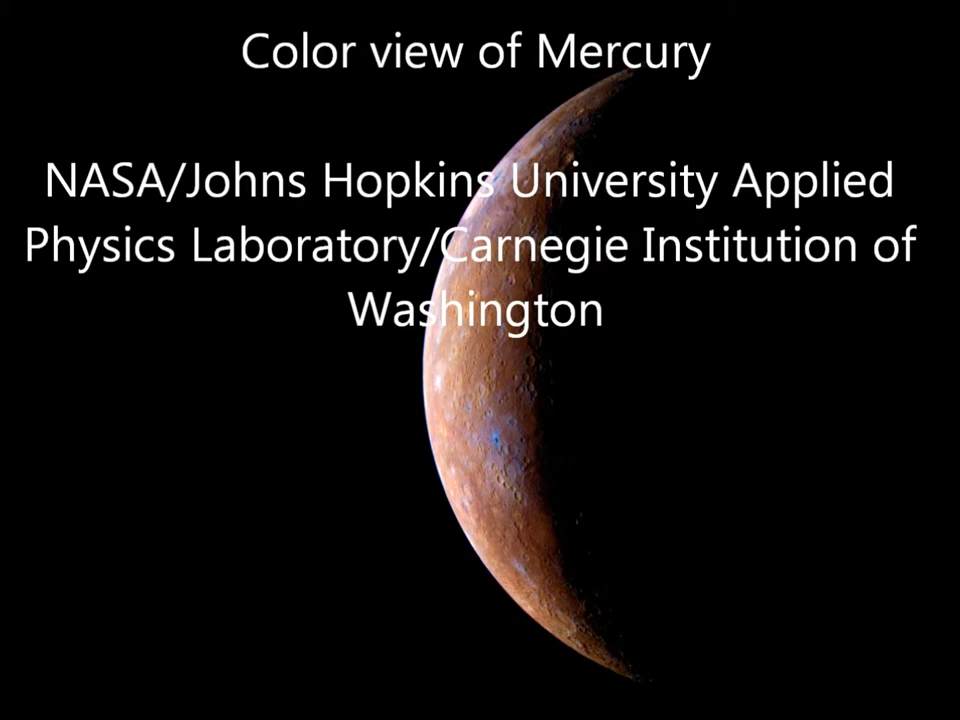 Color view of Mercury
NASA/Johns Hopkins University Applied
Physics Laboratory/Carnegie Institution of
Washington